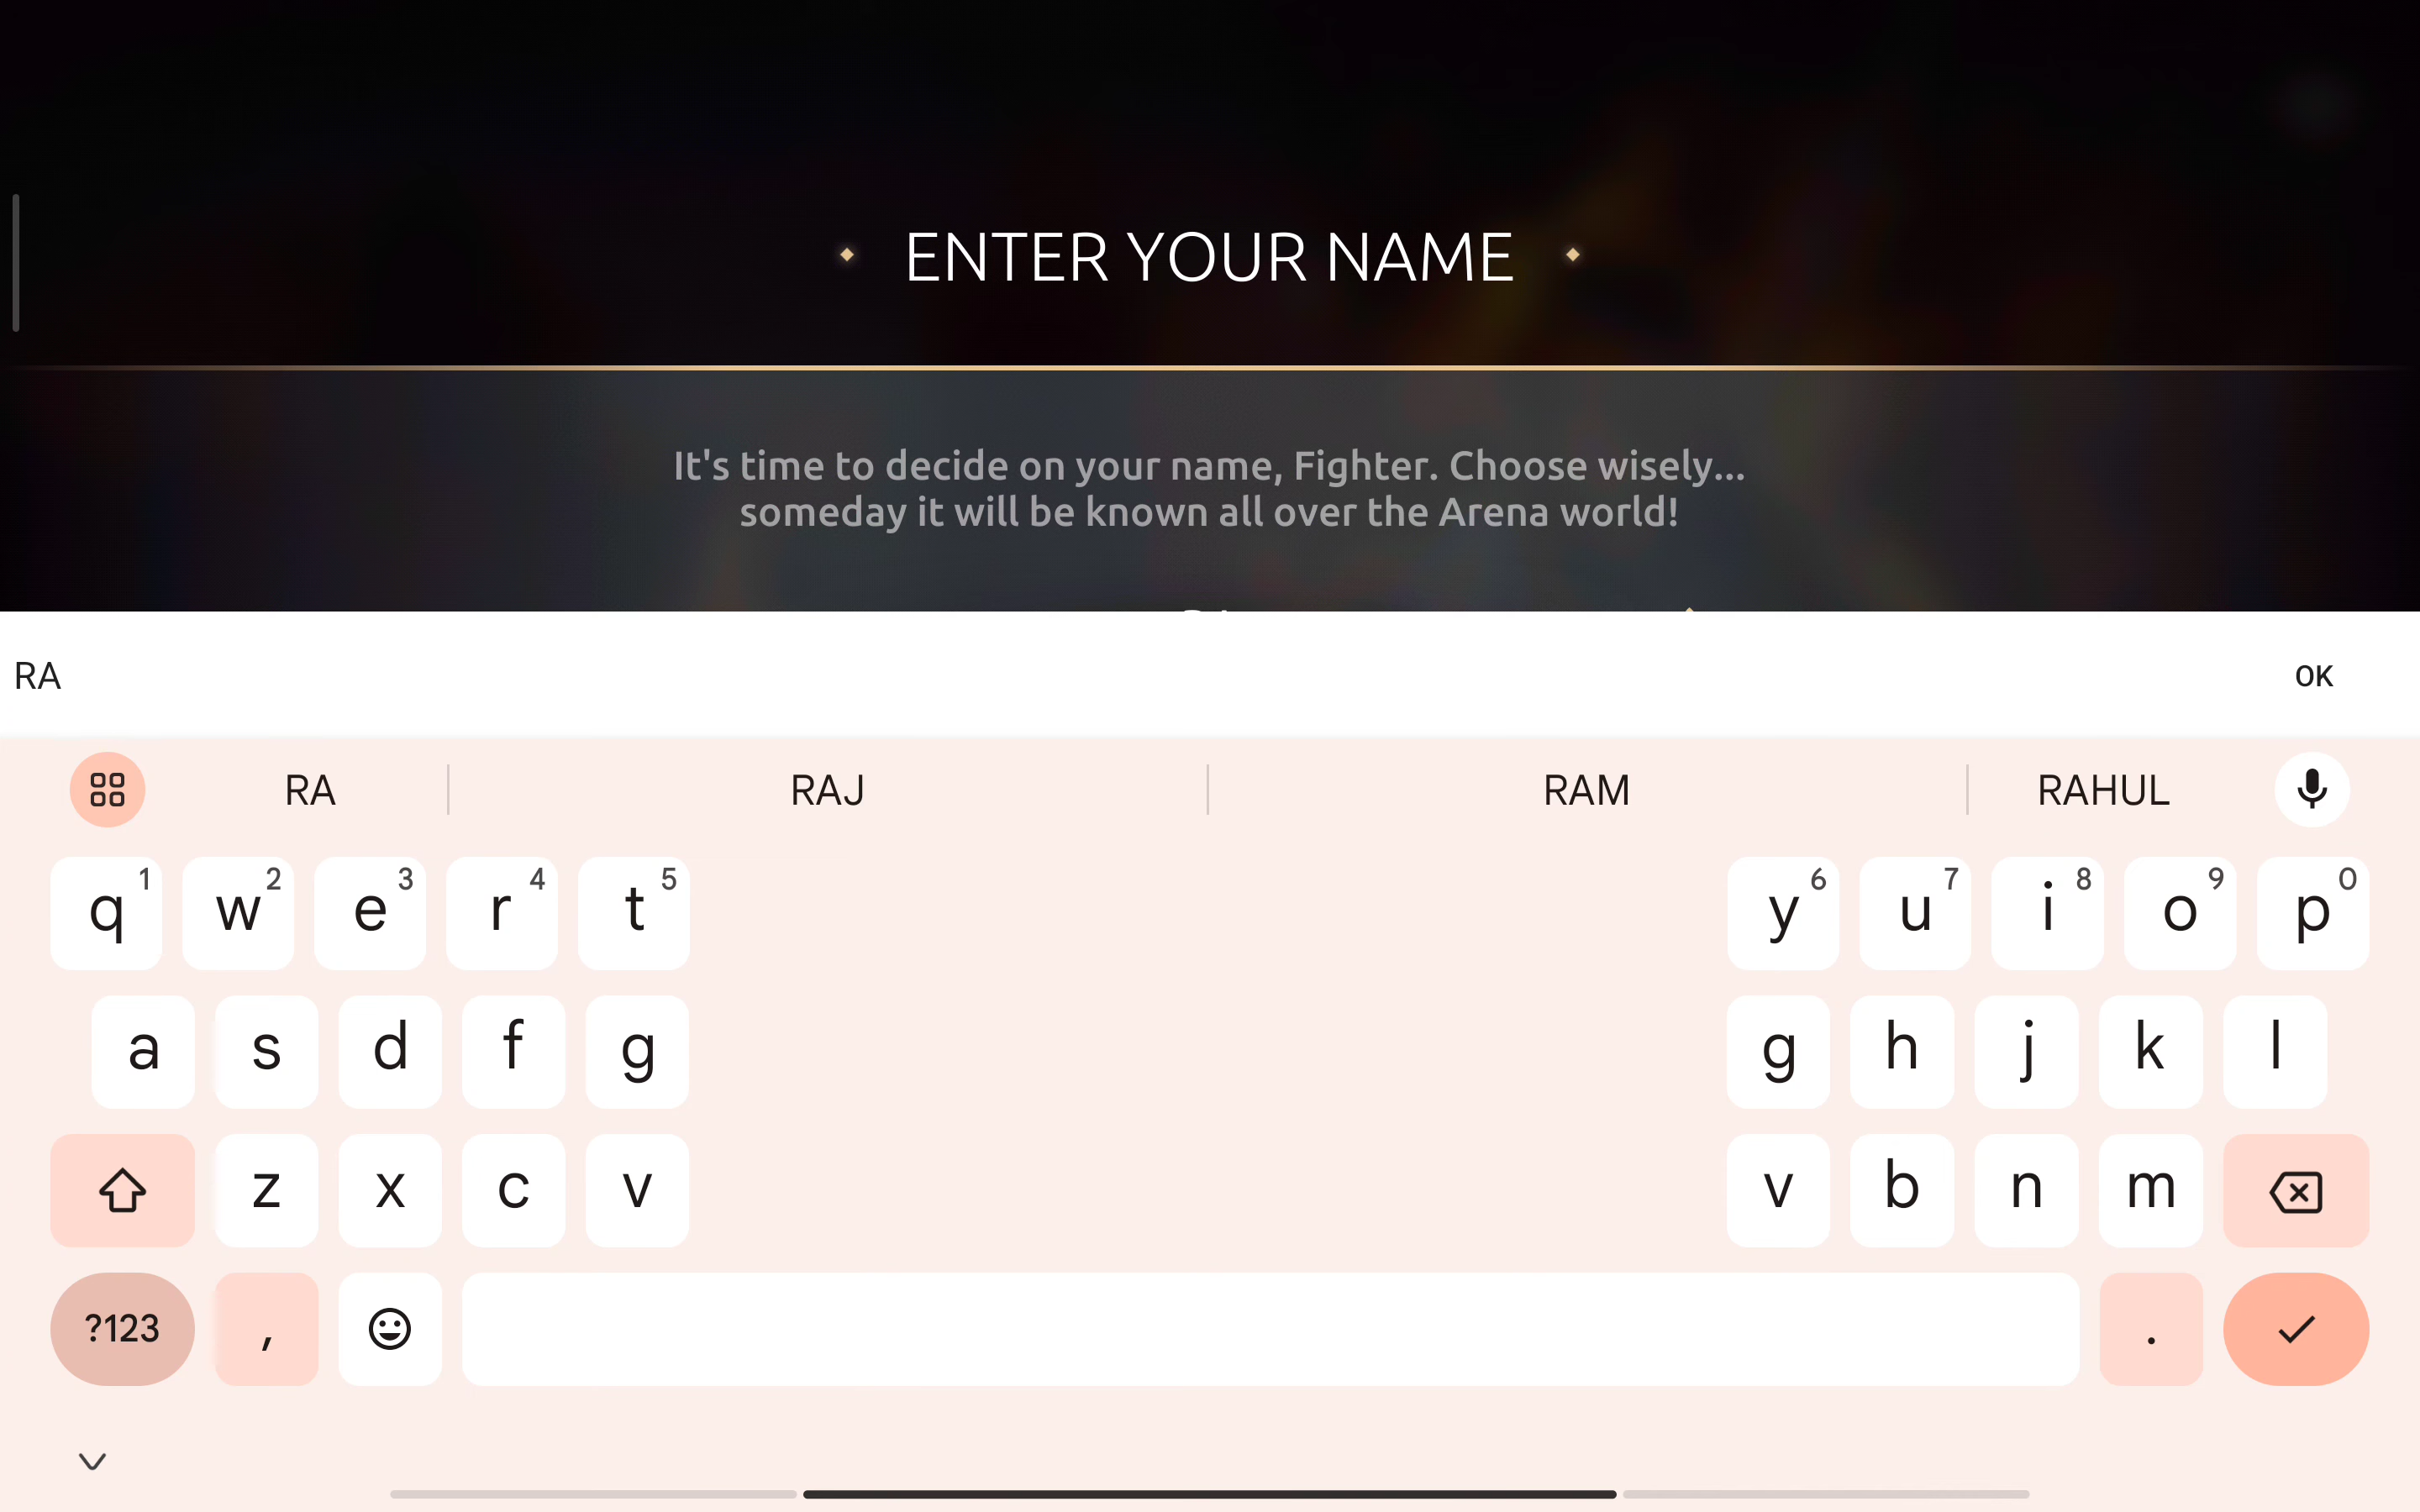 ENTER YOUR NAME
It's time to decide on your name, Fighter. Choose wisely...
someday it will be known all over the Arena world!
RA OK
RA RAJ RAM RAHUL
q 1 w 2 e 3 r 4 t 5 y 6 u 7 i 8 o 9 p 0
a s d f g g h j k l
z x c v v b n m
?123 , .